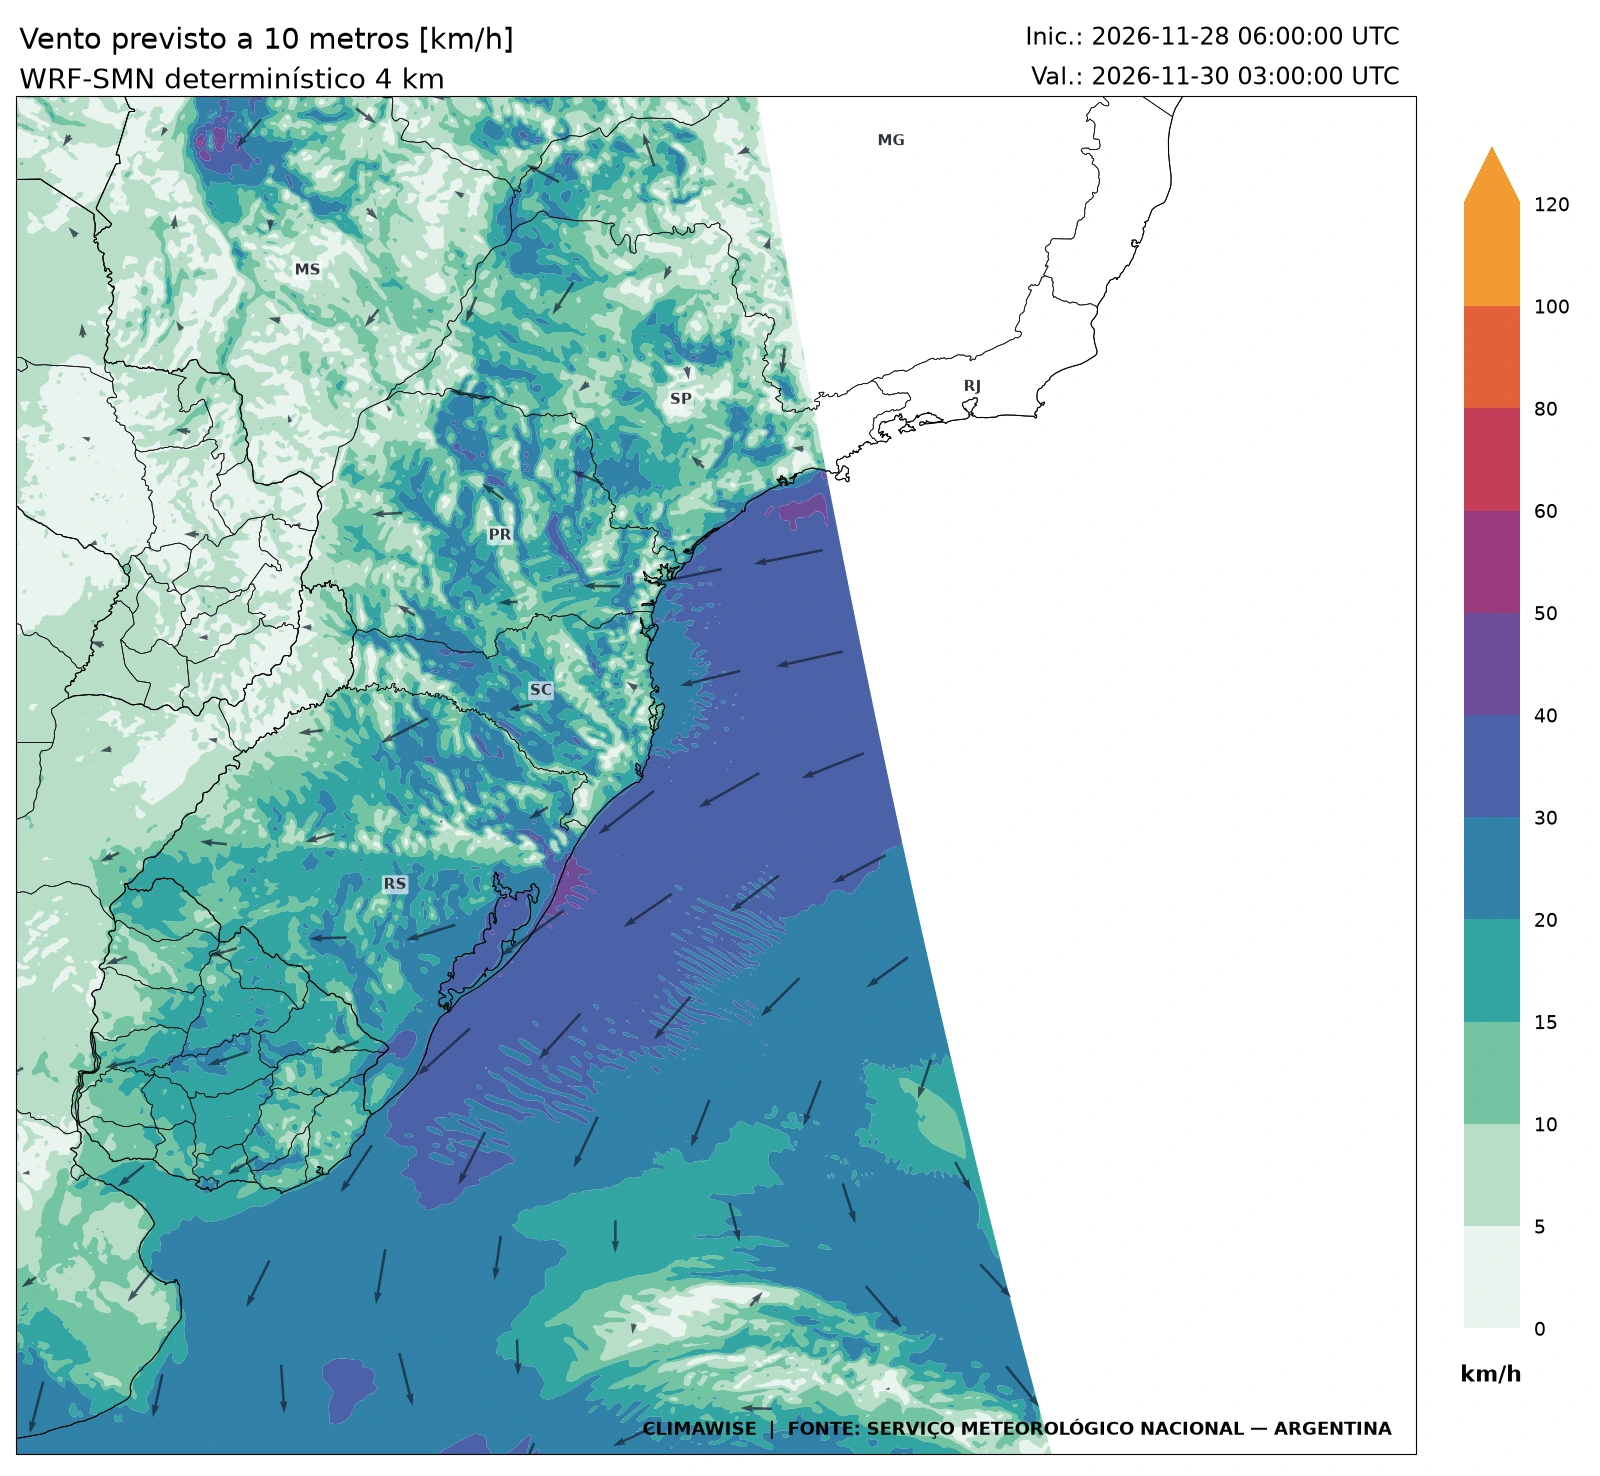 Vento previsto a 10 metros [km/h]
WRF-SMN determinístico 4 km
Inic.: 2026-11-28 06:00:00 UTC
Val.: 2026-11-30 03:00:00 UTC
MG
MS
RJ
SP
PR
SC
RS
120
100
80
60
50
40
30
20
15
10
5
0
km/h
CLIMAWISE | FONTE: SERVIÇO METEOROLÓGICO NACIONAL — ARGENTINA